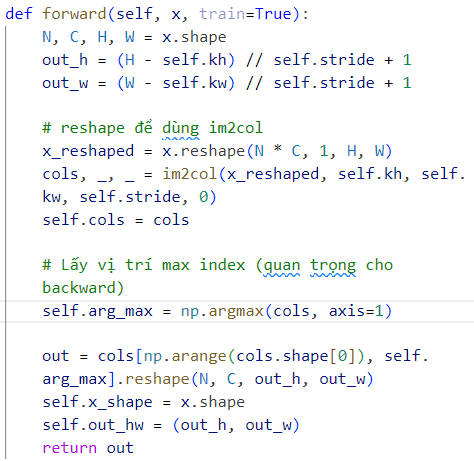 def forward(self, x, train=True):
    N, C, H, W = x.shape
    out_h = (H - self.kh) // self.stride + 1
    out_w = (W - self.kw) // self.stride + 1

    # reshape để dùng im2col
    x_reshaped = x.reshape(N * C, 1, H, W)
    cols, _, _ = im2col(x_reshaped, self.kh, self.
    kw, self.stride, 0)
    self.cols = cols

    # Lấy vị trí max index (quan trọng cho
    backward)
    self.arg_max = np.argmax(cols, axis=1)

    out = cols[np.arange(cols.shape[0]), self.
    arg_max].reshape(N, C, out_h, out_w)
    self.x_shape = x.shape
    self.out_hw = (out_h, out_w)
    return out